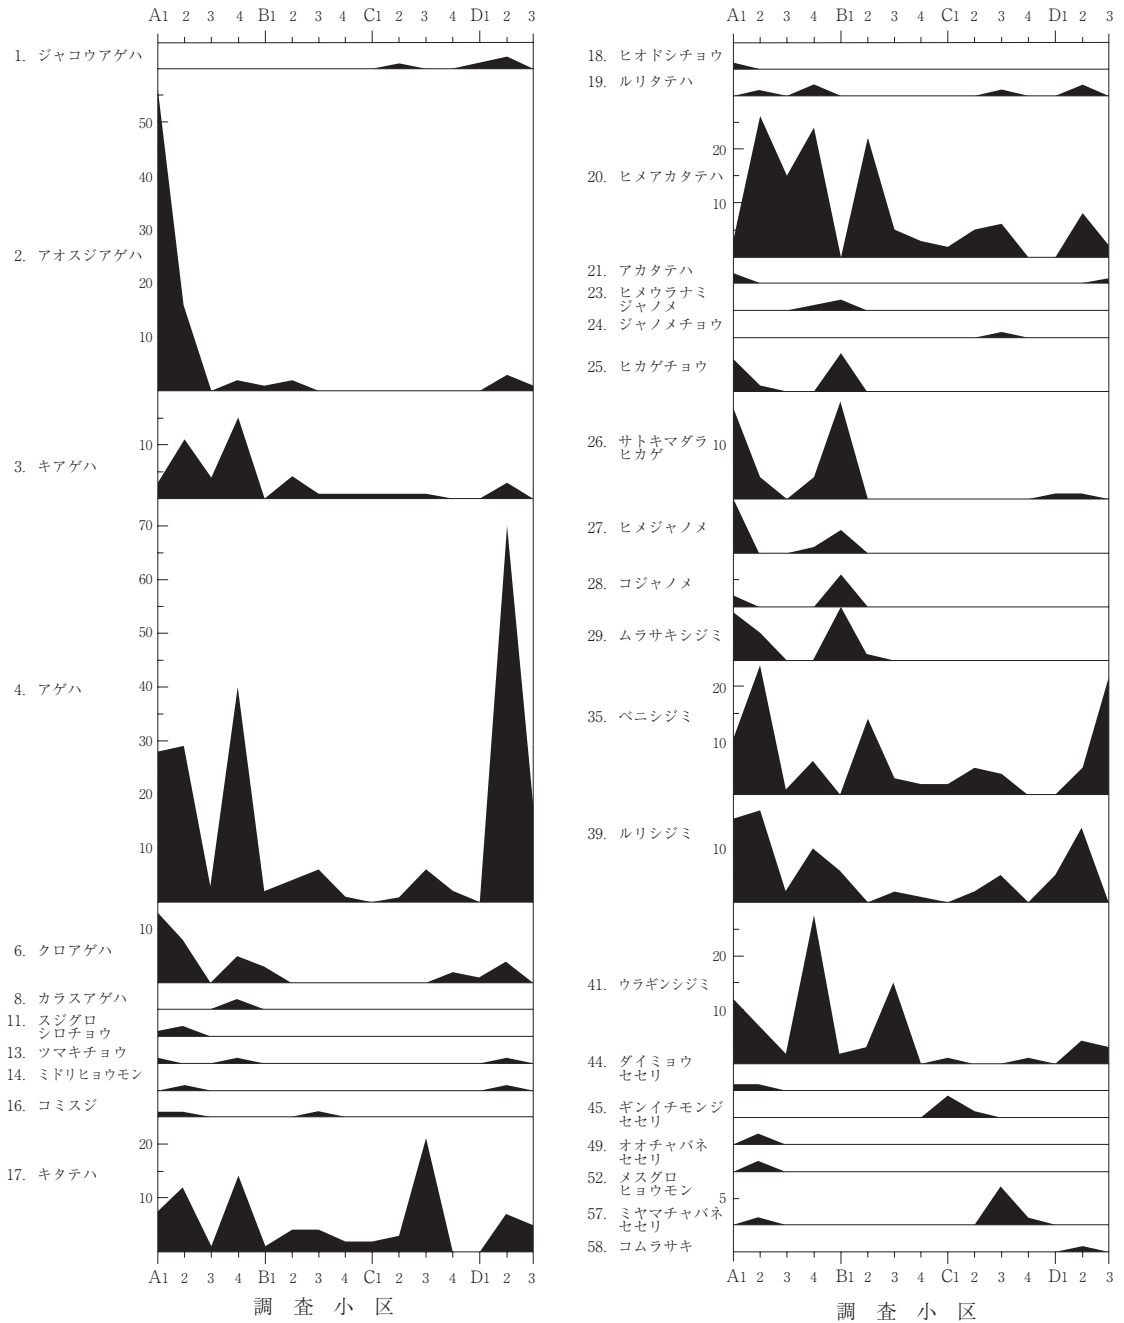 A1 2 3 4 B1 2 3 4 C1 2 3 4 D1 2 3
1. ジャコウアゲハ
50
40
30
2. アオスジアゲハ
20
10
10
3. キアゲハ
70
60
50
4. アゲハ
40
30
20
10
10
6. クロアゲハ
8. カラスアゲハ
11. スジグロ
シロチョウ
13. ツマキチョウ
14. ミドリヒョウモン
16. コミスジ
20
17. キタテハ
10
A1 2 3 4 B1 2 3 4 C1 2 3 4 D1 2 3
調査小区
A1 2 3 4 B1 2 3 4 C1 2 3 4 D1 2 3
18. ヒオドシチョウ
19. ルリタテハ
20
20. ヒメアカタテハ
10
21. アカタテハ
23. ヒメウラナミ
ジャノメ
24. ジャノメチョウ
25. ヒカゲチョウ
26. サトキマダラ 10
ヒカゲ
27. ヒメジャノメ
28. コジャノメ
29. ムラサキシジミ
20
35. ベニシジミ
10
39. ルリシジミ
10
20
41. ウラギンシジミ
10
44. ダイミョウ
セセリ
45. ギンイチモンジ
セセリ
49. オオチャバネ
セセリ
52. メスグロ
ヒョウモン
5
57. ミヤマチャバネ
セセリ
58. コムラサキ
A1 2 3 4 B1 2 3 4 C1 2 3 4 D1 2 3
調査小区